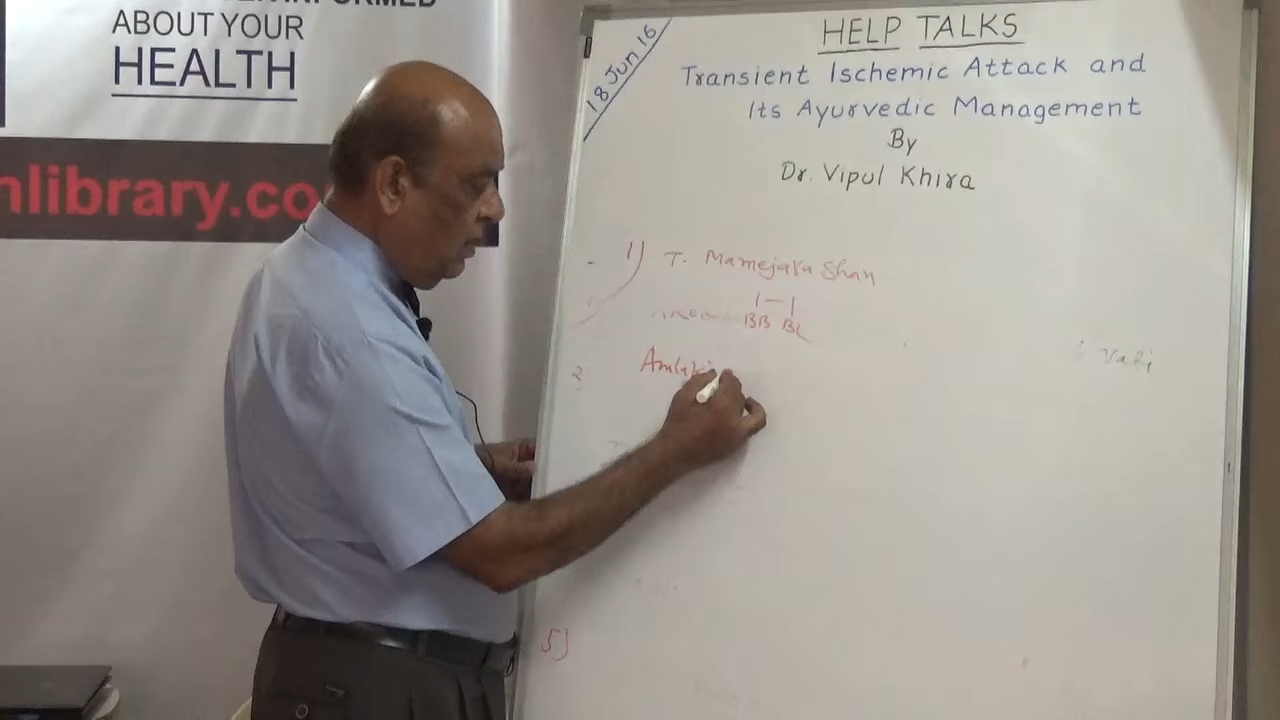 ABOUT YOUR
HEALTH
nlibrary.co
18 Jun 16
HELP TALKS
Transient Ischemic Attack and
Its Ayurvedic Management
By
Dr. Vipul Khira
1) T. Mamejava Ghan
1 — 1
BB BL
Vati
2
5)